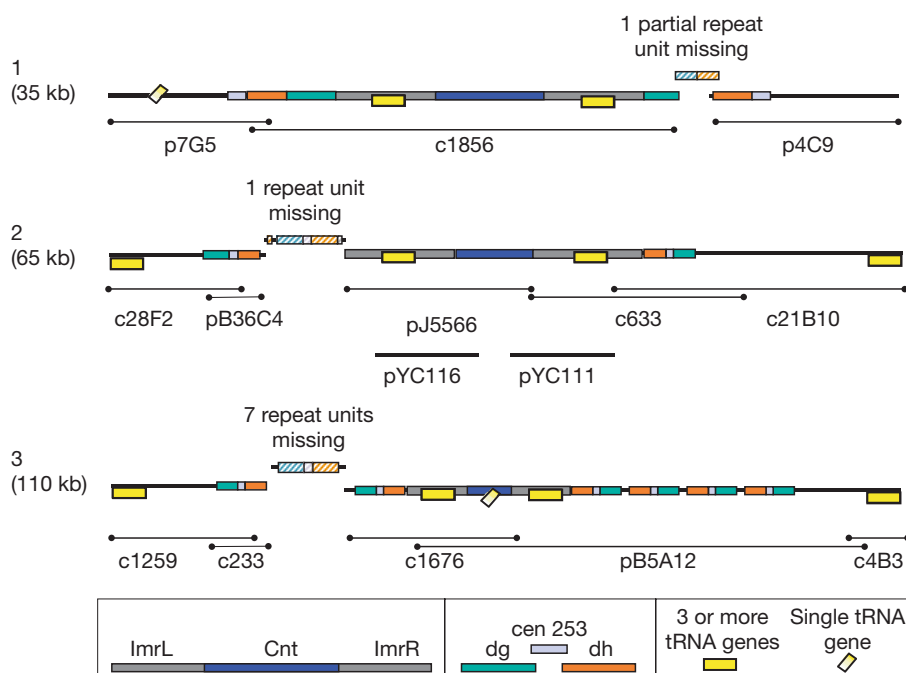 1 partial repeat
unit missing
1
(35 kb)
p7G5
c1856
p4C9
1 repeat unit
missing
2
(65 kb)
c28F2
pB36C4
pJ5566
c633
c21B10
pYC116
pYC111
7 repeat units
missing
3
(110 kb)
c1259
c233
c1676
pB5A12
c4B3
ImrL
Cnt
ImrR
cen 253
dg
dh
3 or more
tRNA genes
Single tRNA
gene